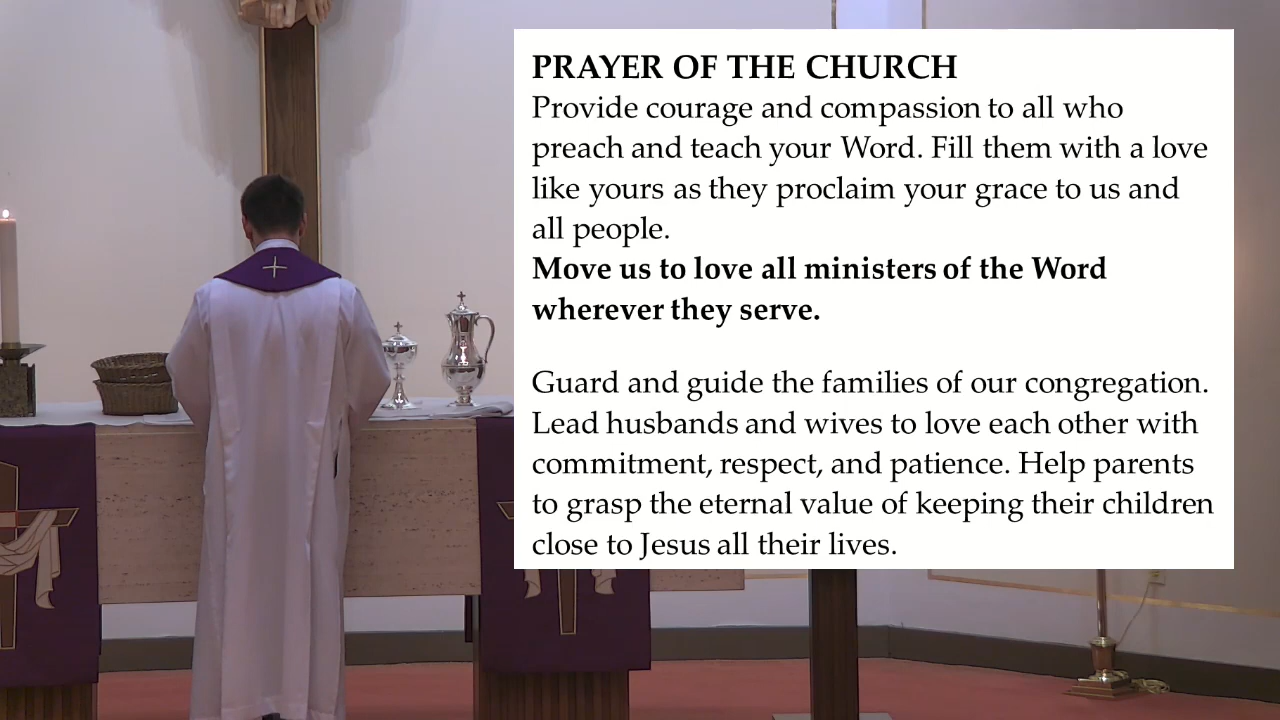 PRAYER OF THE CHURCH
Provide courage and compassion to all who
preach and teach your Word. Fill them with a love
like yours as they proclaim your grace to us and
all people.
Move us to love all ministers of the Word
wherever they serve.
Guard and guide the families of our congregation.
Lead husbands and wives to love each other with
commitment, respect, and patience. Help parents
to grasp the eternal value of keeping their children
close to Jesus all their lives.